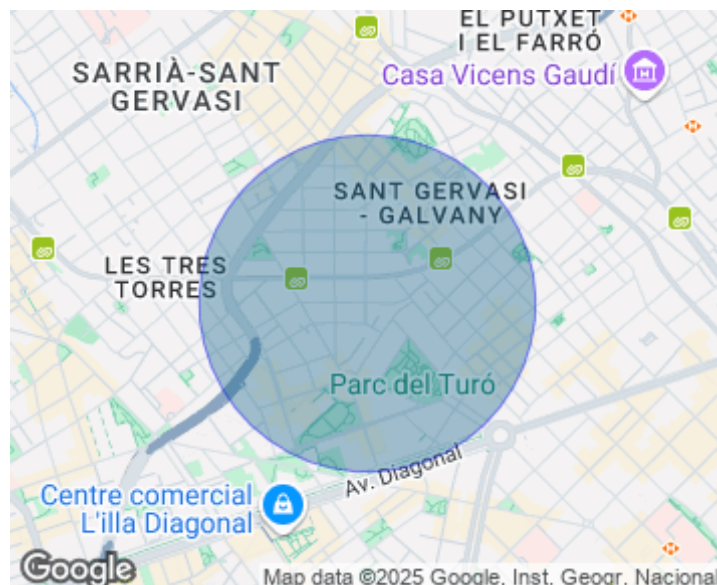 EL PUTXET
I EL FARRÓ
SARRIÀ-SANT
GERVASI
Casa Vicens Gaudí
SANT GERVASI
- GALVANY
LES TRES
TORRES
Parc del Turó
Av. Diagonal
Centre comercial
L'illa Diagonal
Google
Map data ©2025 Google, Inst. Geogr. Nacional